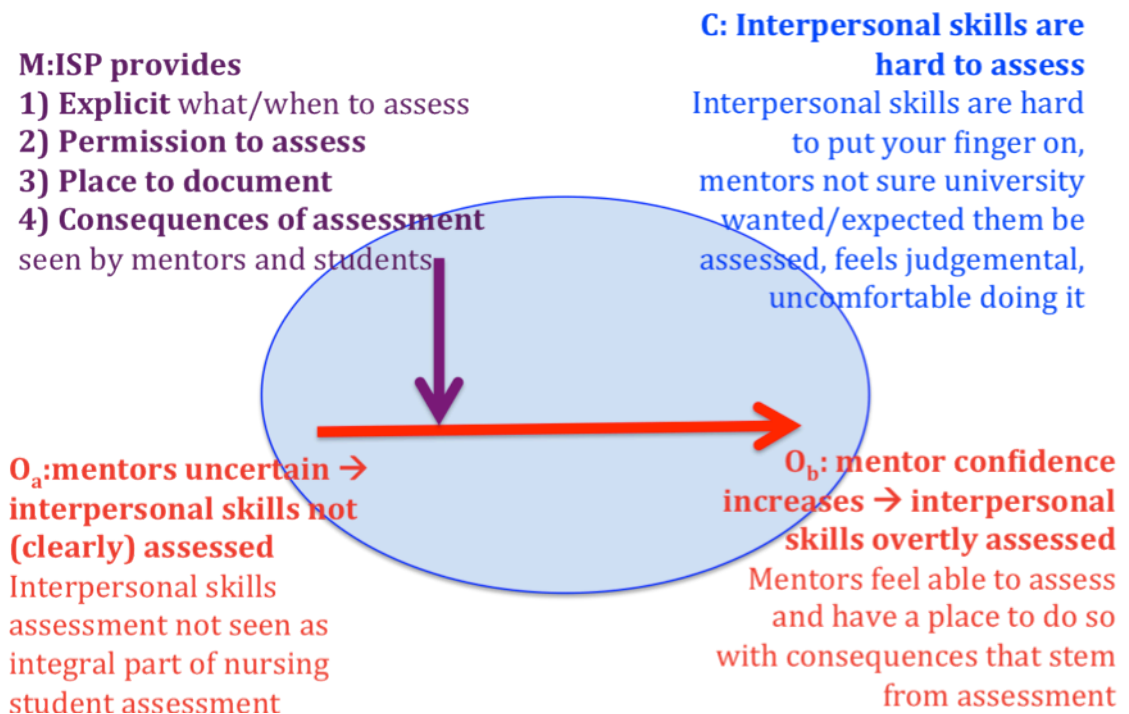 M:ISP provides
1) Explicit what/when to assess
2) Permission to assess
3) Place to document
4) Consequences of assessment
seen by mentors and students
C: Interpersonal skills are
hard to assess
Interpersonal skills are hard
to put your finger on,
mentors not sure university
wanted/expected them be
assessed, feels judgemental,
uncomfortable doing it
Oa:mentors uncertain →
interpersonal skills not
(clearly) assessed
Interpersonal skills
assessment not seen as
integral part of nursing
student assessment
Ob: mentor confidence
increases → interpersonal
skills overtly assessed
Mentors feel able to assess
and have a place to do so
with consequences that stem
from assessment